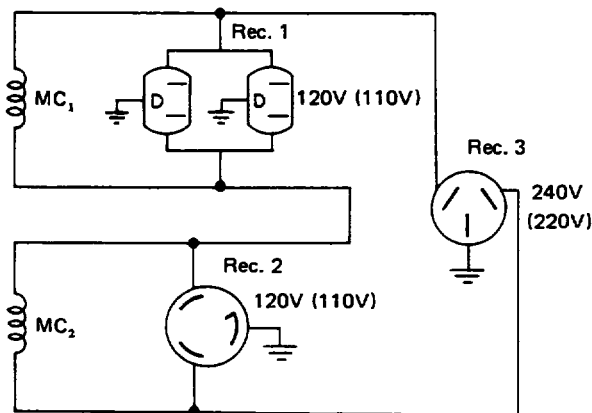 Rec. 1
MC₁
D
D
120V (110V)
Rec. 3
240V
(220V)
Rec. 2
120V (110V)
MC₂